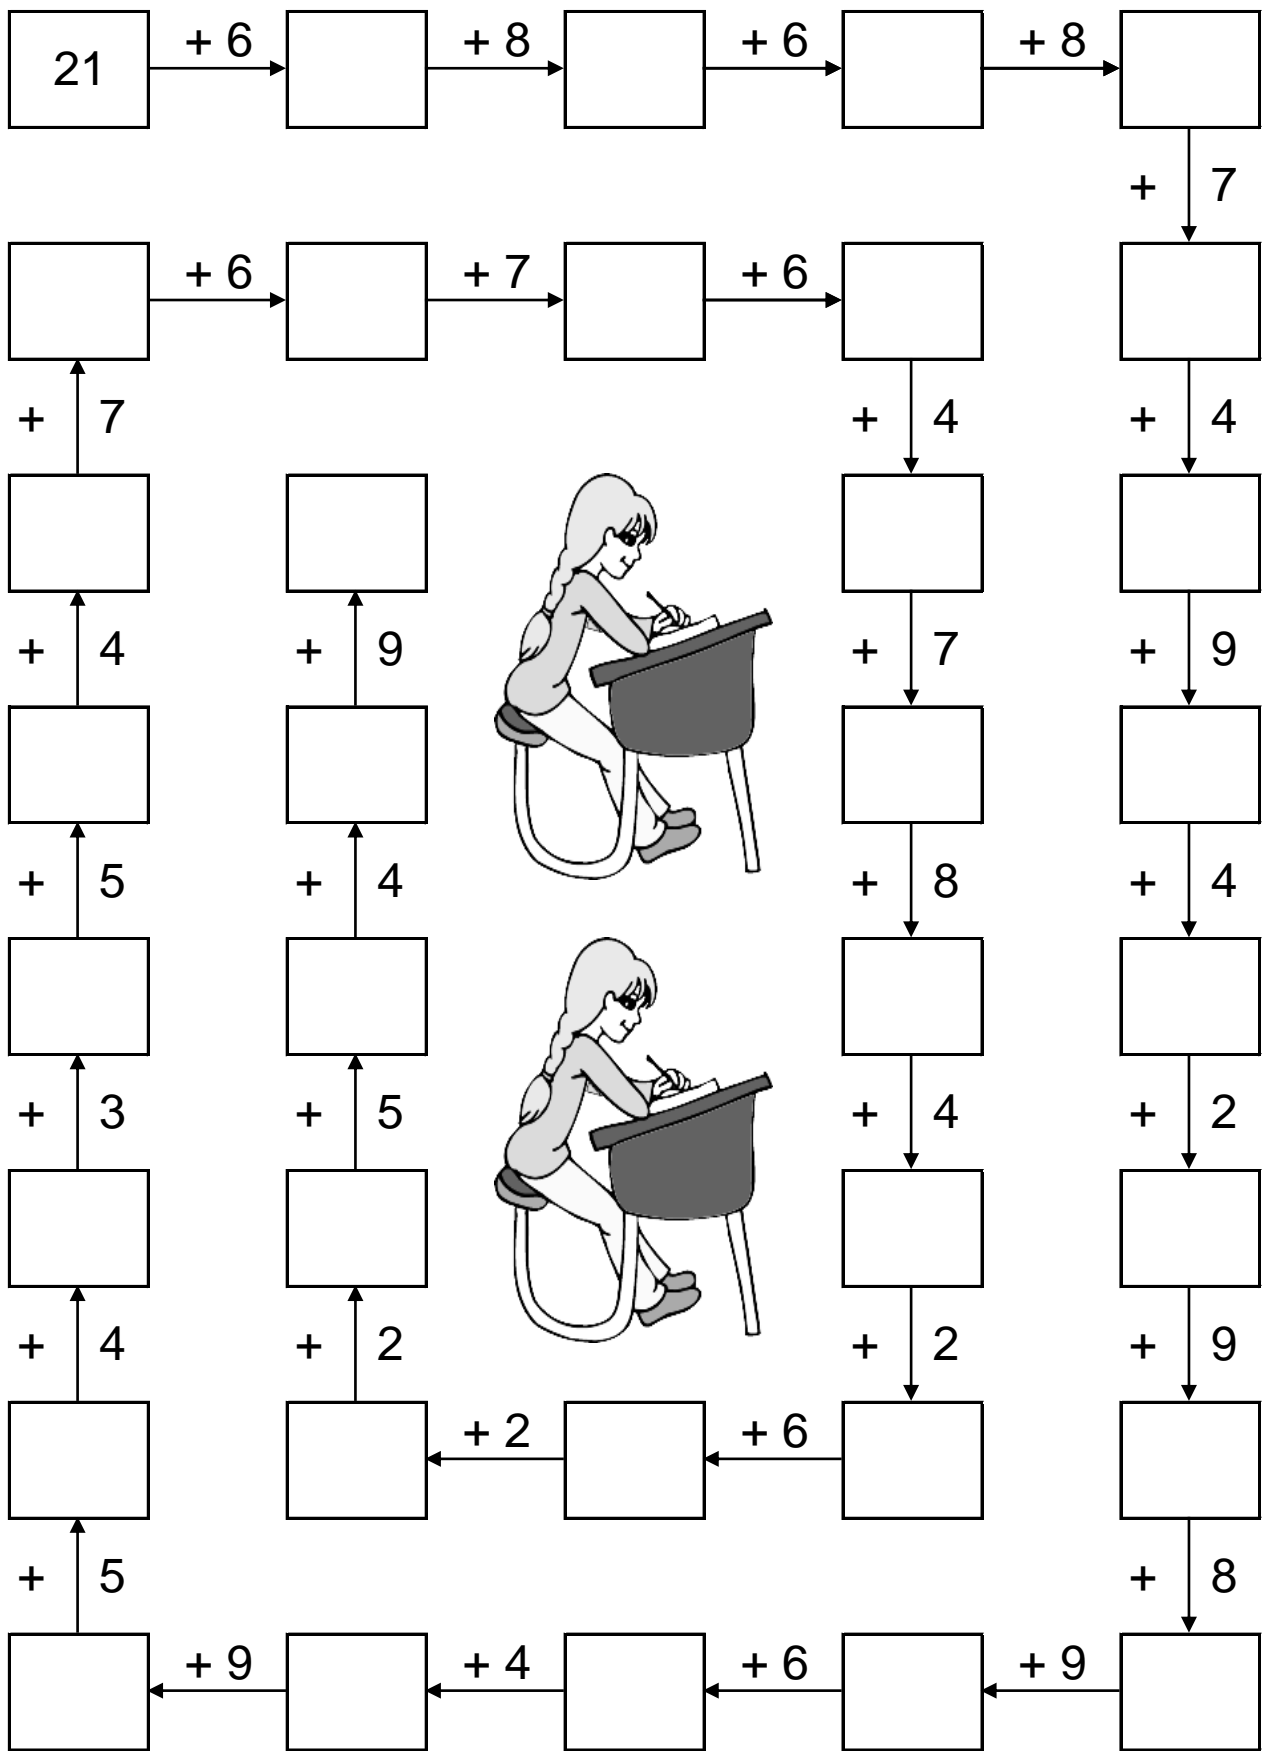 + 6 + 8 + 6 + 8
21
+ 7
+ 6 + 7 + 6
+ 7 + 4 + 4
+ 4 + 9 + 7 + 9
+ 5 + 4 + 8 + 4
+ 3 + 5 + 4 + 2
+ 4 + 2 + 2 + 9
+ 2 + 6
+ 5 + 8
+ 9 + 4 + 6 + 9